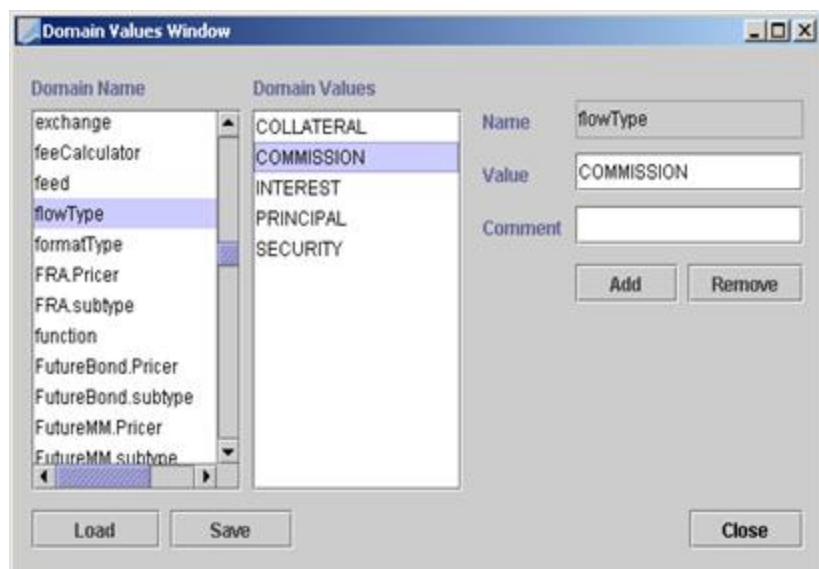 Domain Values Window
Domain Name
exchange
feeCalculator
feed
flowType
formatType
FRA.Pricer
FRA.subtype
function
FutureBond.Pricer
FutureBond.subtype
FutureMM.Pricer
FutureMM.subtype
Domain Values
COLLATERAL
COMMISSION
INTEREST
PRINCIPAL
SECURITY
Name flowType
Value COMMISSION
Comment
Add Remove
Load Save Close